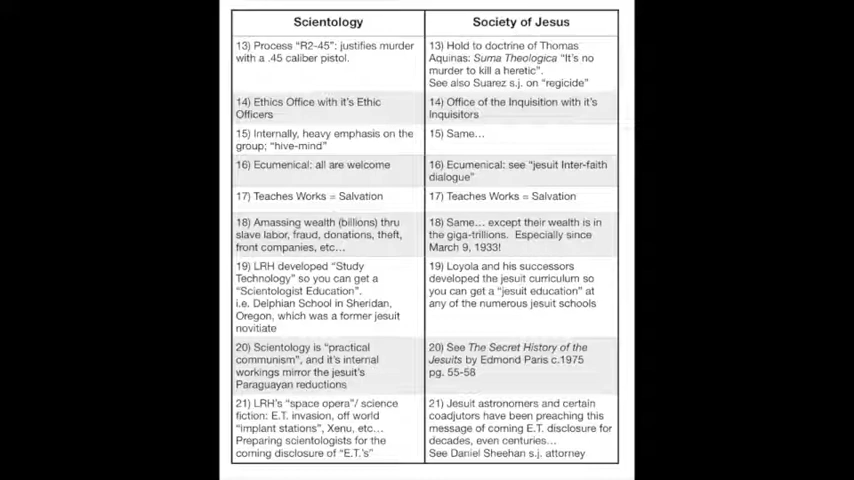 Scientology
Society of Jesus
13) Process “R2-45”: justifies murder
with a .45 caliber pistol.
13) Hold to doctrine of Thomas
Aquinas: Suma Theologica “It’s no
murder to kill a heretic”.
See also Suarez s.j. on “regicide”
14) Ethics Office with it’s Ethic
Officers
14) Office of the Inquisition with it’s
Inquisitors
15) Internally, heavy emphasis on the
group; “hive-mind”
15) Same…
16) Ecumenical: all are welcome
16) Ecumenical: see “jesuit Inter-faith
dialogue”
17) Teaches Works = Salvation
17) Teaches Works = Salvation
18) Amassing wealth (billions) thru
slave labor, fraud, donations, theft,
front companies, etc…
18) Same… except their wealth is in
the giga-trillions.  Especially since
March 9, 1933!
19) LRH developed “Study
Technology” so you can get a
“Scientologist Education”.
i.e. Delphian School in Sheridan,
Oregon, which was a former jesuit
novitiate
19) Loyola and his successors
developed the jesuit curriculum so
you can get a “jesuit education” at
any of the numerous jesuit schools
20) Scientology is “practical
communism”, and it’s internal
workings mirror the jesuit’s
Paraguayan reductions
20) See The Secret History of the
Jesuits by Edmond Paris c.1975
pg. 55-58
21) LRH’s “space opera”/ science
fiction: E.T. invasion, off world
“implant stations”, Xenu, etc…
Preparing scientologists for the
coming disclosure of “E.T.’s”
21) Jesuit astronomers and certain
coadjutors have been preaching this
message of coming E.T. disclosure for
decades, even centuries…
See Daniel Sheehan s.j. attorney